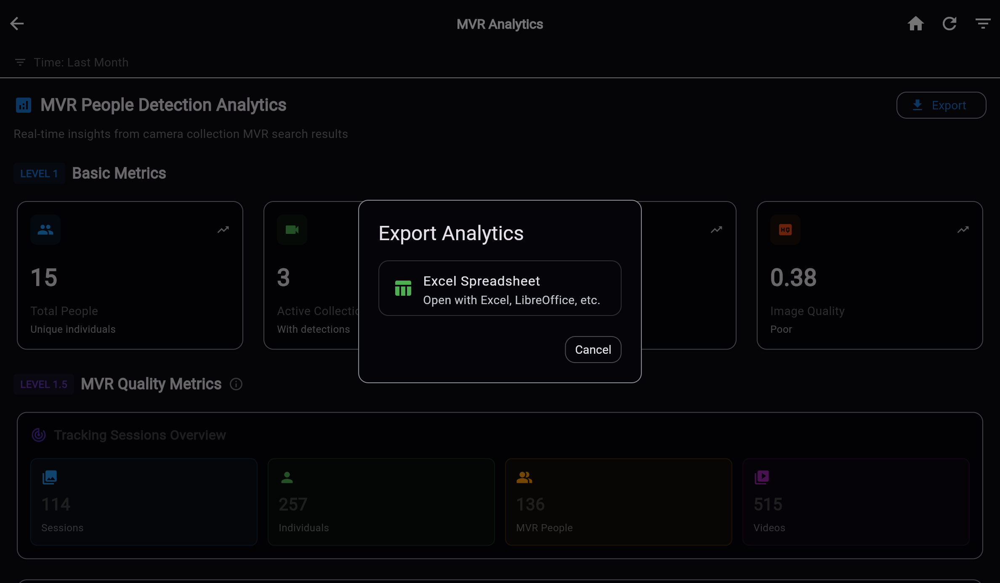 MVR Analytics
Time: Last Month
MVR People Detection Analytics
Export
Real-time insights from camera collection MVR search results
LEVEL 1
Basic Metrics
15
Total People
Unique individuals
3
Active Collectio
With detections
HQ
0.38
Image Quality
Poor
Export Analytics
Excel Spreadsheet
Open with Excel, LibreOffice, etc.
Cancel
LEVEL 1.5
MVR Quality Metrics
Tracking Sessions Overview
114
Sessions
257
Individuals
136
MVR People
515
Videos